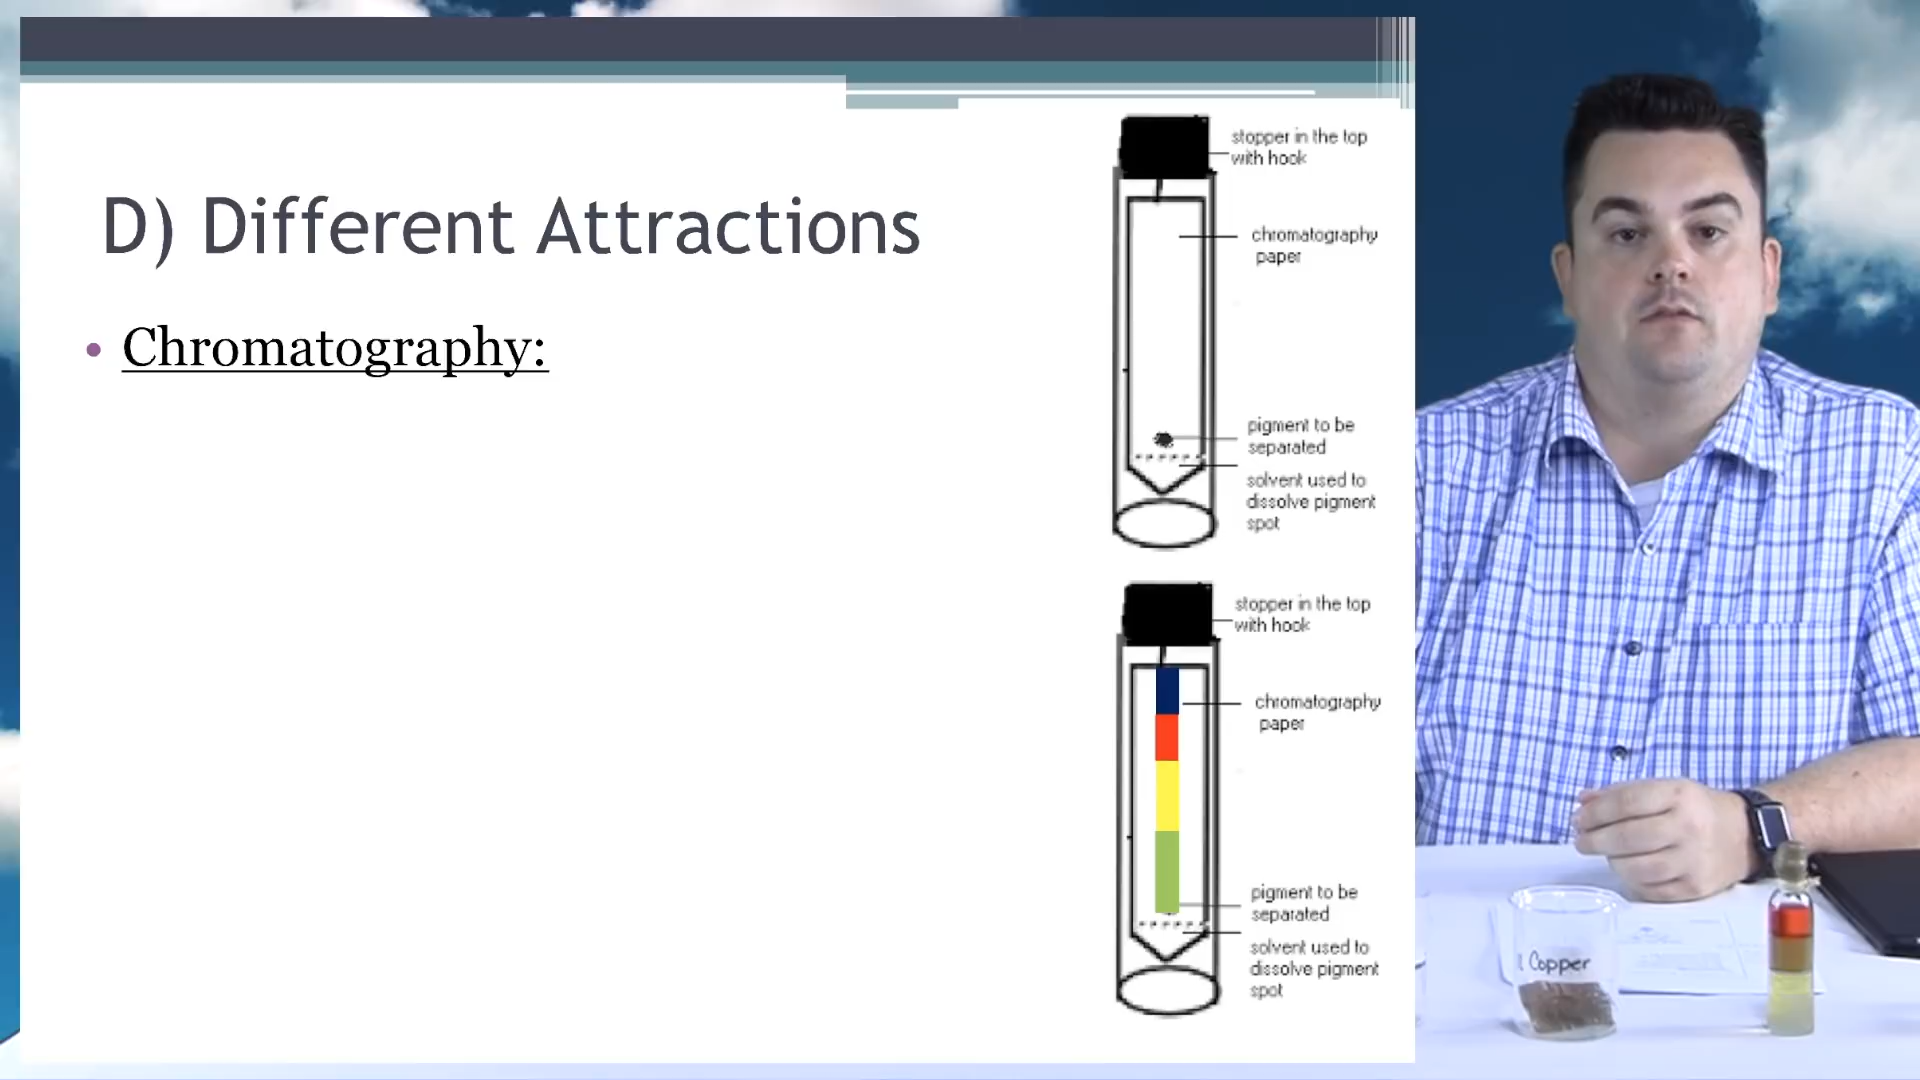 D) Different Attractions
• Chromatography:
stopper in the top
with hook
chromatography
paper
pigment to be
separated
solvent used to
dissolve pigment
spot
stopper in the top
with hook
chromatography
paper
pigment to be
separated
solvent used to
dissolve pigment
spot
Copper